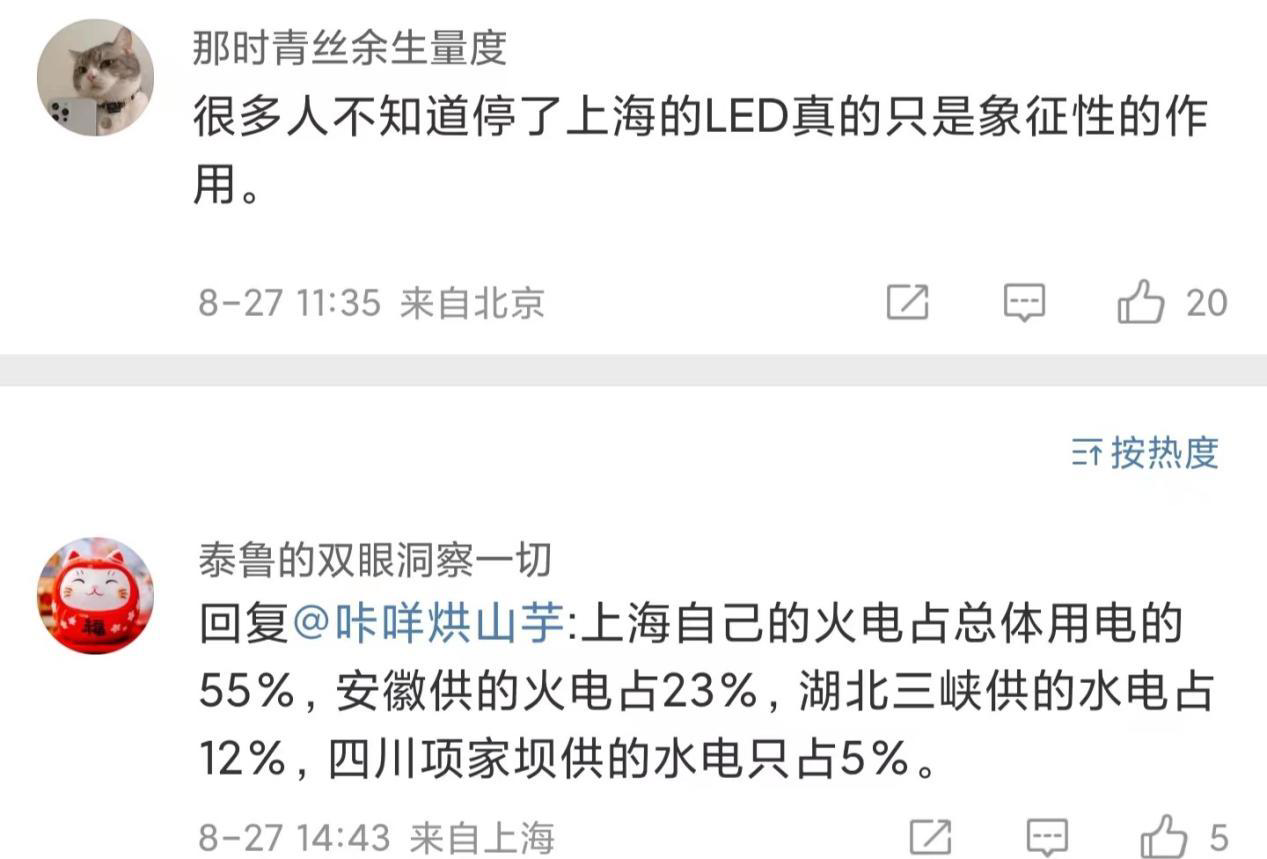 那时青丝余生量度
很多人不知道停了上海的LED真的只是象征性的作
用。
8-27 11:35 来自北京
20
按热度
泰鲁的双眼洞察一切
回复@咔咩烘山芋:上海自己的火电占总体用电的
55%，安徽供的火电占23%，湖北三峡供的水电占
12%，四川项家坝供的水电只占5%。
8-27 14:43 来自上海
5
福